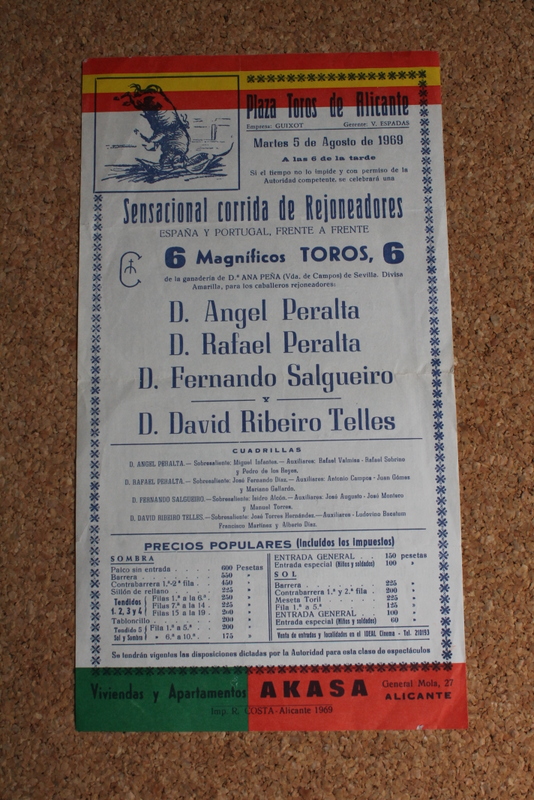 Plaza Toros de Alicante
Empresa: GUIXOT Gerente: V. ESPADAS
Martes 5 de Agosto de 1969
A las 6 de la tarde
Si el tiempo no lo impide y con permiso de la
Autoridad competente, se celebrará una
Sensacional corrida de Rejoneadores
ESPAÑA Y PORTUGAL, FRENTE A FRENTE
6 Magníficos TOROS, 6
de la ganadería de D.ª ANA PEÑA (Vda. de Campos) de Sevilla. Divisa
Amarilla, para los caballeros rejoneadores:
D. Angel Peralta
D. Rafael Peralta
D. Fernando Salgueiro
Y
D. David Ribeiro Telles
CUADRILLAS
D. ANGEL PERALTA.— Sobresaliente: Miguel Infantes.— Auxiliares: Rafael Valmisa - Rafael Sobrino
y Pedro de los Reyes.
D. RAFAEL PERALTA.— Sobresaliente: José Fernando Díaz.— Auxiliares: Antonio Campos - Juan Gómez
y Mariano Gallardo.
D. FERNANDO SALGUEIRO.— Sobresaliente: Isidro Alcón.— Auxiliares: José Augusto - José Montero
y Manuel Torres.
D. DAVID RIBEIRO TELLES.— Sobresaliente: José Torres Hernández.— Auxiliares - Ludovino Bacatum
Francisco Martínez y Alberto Díaz.
PRECIOS POPULARES (Incluídos los impuestos)
SOMBRA
Palco sin entrada 600 Pesetas
Barrera 550 »
Contrabarrera 1.ª-2.ª fila 450 »
Sillón de rellano 225 »
Tendidos 1, 2, 3 y 4
Filas 1.ª a la 6.ª 250 »
Filas 7.ª a la 14 225 »
Filas 15 a la 19 200 »
Tabloncillo 200 »
Tendido 5 Sol y Sombra
Fila 1.ª a 5.ª 200 »
» 6.ª a 10.ª 175 »
ENTRADA GENERAL 150 pesetas
Entrada especial (Niños y soldados) 100 »
SOL
Barrera 225 »
Contrabarrera 1.ª y 2.ª fila 200 »
Meseta Toril 225 »
Fila 1.ª a 5.ª 125 »
ENTRADA GENERAL 100 »
Entrada especial (Niños y soldados) 60 »
Venta de entradas y localidades en el IDEAL Cinema - Tel. 210193
Se tendrán vigentes las disposiciones dictadas por la Autoridad para esta clase de espectáculos
Viviendas y Apartamentos AKASA General Mola, 27
ALICANTE
Imp. R. COSTA - Alicante 1969